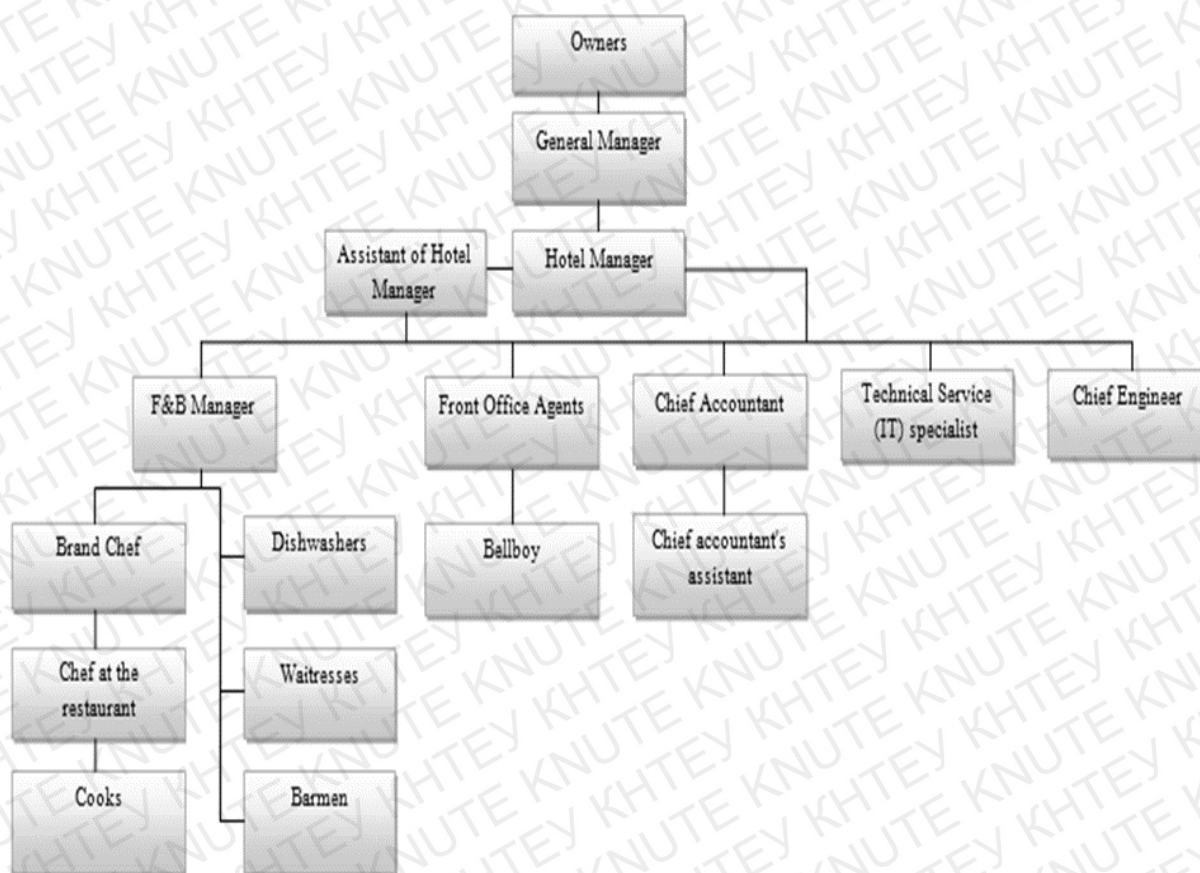 Owners
General Manager
Assistant of Hotel
Manager
Hotel Manager
F&B Manager
Front Office Agents
Chief Accountant
Technical Service
(IT) specialist
Chief Engineer
Brand Chef
Dishwashers
Bellboy
Chief accountant's
assistant
Chef at the
restaurant
Waitresses
Cooks
Barmen
КНТЕУ KNUTE